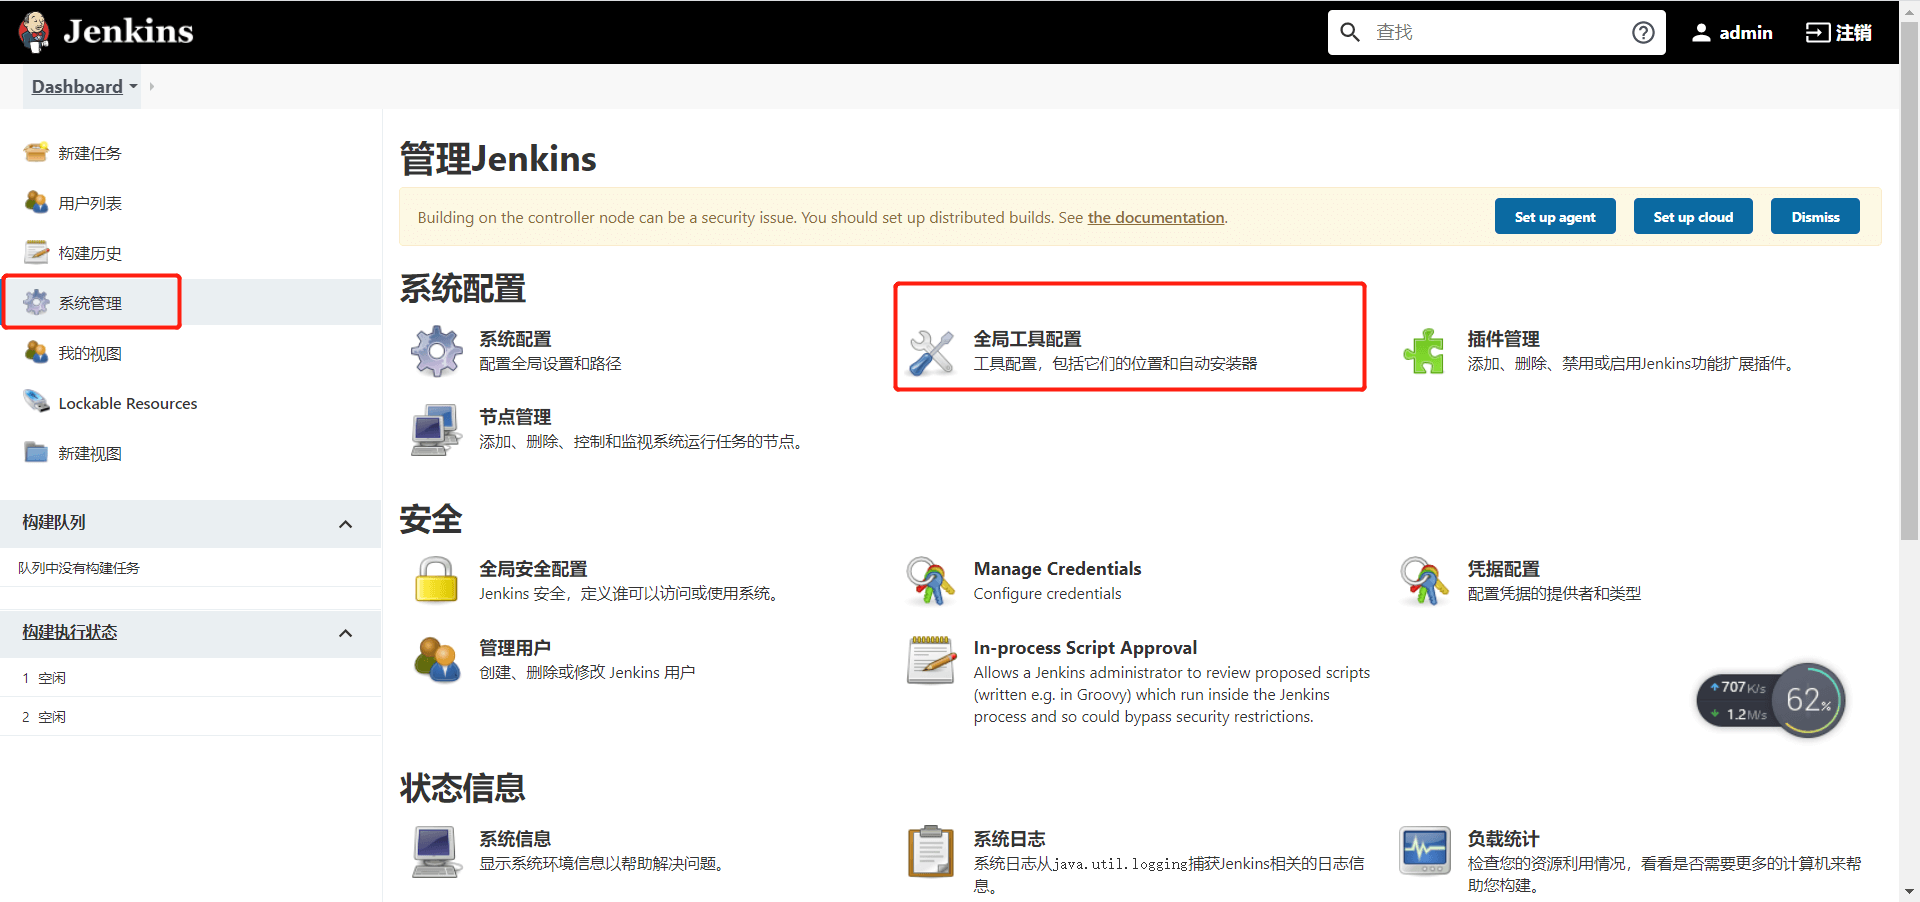 Jenkins
查找
admin
注销
Dashboard
新建任务
用户列表
构建历史
系统管理
我的视图
Lockable Resources
新建视图
构建队列
队列中没有构建任务
构建执行状态
1 空闲
2 空闲
管理Jenkins
Building on the controller node can be a security issue. You should set up distributed builds. See the documentation.
Set up agent
Set up cloud
Dismiss
系统配置
系统配置
配置全局设置和路径
全局工具配置
工具配置，包括它们的位置和自动安装器
插件管理
添加、删除、禁用或启用Jenkins功能扩展插件。
节点管理
添加、删除、控制和监视系统运行任务的节点。
安全
全局安全配置
Jenkins 安全，定义谁可以访问或使用系统。
Manage Credentials
Configure credentials
凭据配置
配置凭据的提供者和类型
管理用户
创建、删除或修改 Jenkins 用户
In-process Script Approval
Allows a Jenkins administrator to review proposed scripts
(written e.g. in Groovy) which run inside the Jenkins
process and so could bypass security restrictions.
707K/s
1.2M/s
62%
状态信息
系统信息
显示系统环境信息以帮助解决问题。
系统日志
系统日志从java.util.logging捕获Jenkins相关的日志信
息。
负载统计
检查您的资源利用情况，看看是否需要更多的计算机来帮
助您构建。